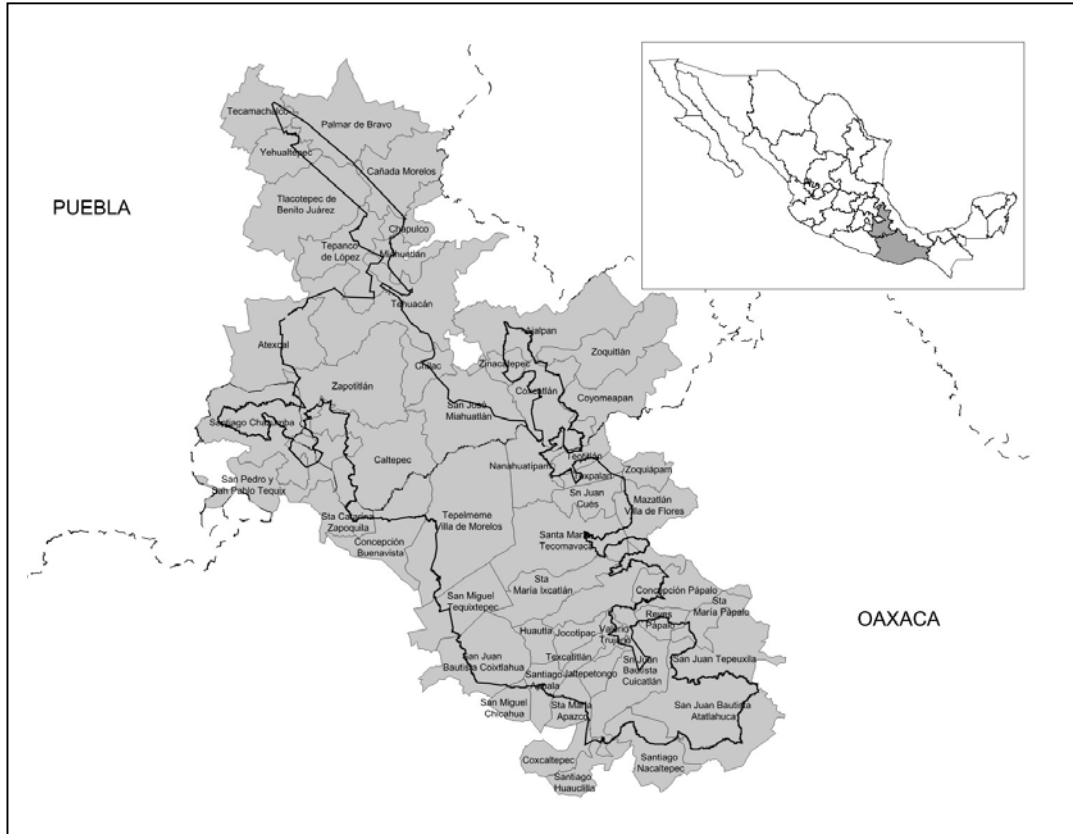 PUEBLA
OAXACA
Tecamachalco
Palmar de Bravo
Yehualtepec
Cañada Morelos
Tlacotepec de
Benito Juárez
Chapulco
Tepanco
de López
Miahuatlán
Tehuacán
Atexcal
Ajalpan
Zoquitlán
Zinacatepec
Chilac
Zapotitlán
Coxcatlán
Coyomeapan
San José
Miahuatlán
Santiago Chazumba
Caltepec
Teotitlán
Nanahuatipam
Zoquiápam
Texpalan
San Pedro y
San Pablo Tequix
Sn Juan
Cués
Mazatlán
Villa de Flores
Tepelmeme
Villa de Morelos
Sta Catarina
Zapoquila
Santa María
Tecomavaca
Concepción
Buenavista
Sta
María Ixcatlán
Concepción Pápalo
San Miguel
Tequixtepec
Sta
María Pápalo
Reyes
Pápalo
Huautla
Jocotipac
Valerio
Trujano
San Juan
Bautista Coixtlahua
Texcatitlán
Sn Juan
Bautista
Cuicatlán
San Juan Tepeuxila
Santiago
Apoala
Jaltepetongo
San Miguel
Chicahua
Sta María
Apazco
San Juan Bautista
Atatlahuca
Coxcaltepec
Santiago
Nacaltepec
Santiago
Huauclilla